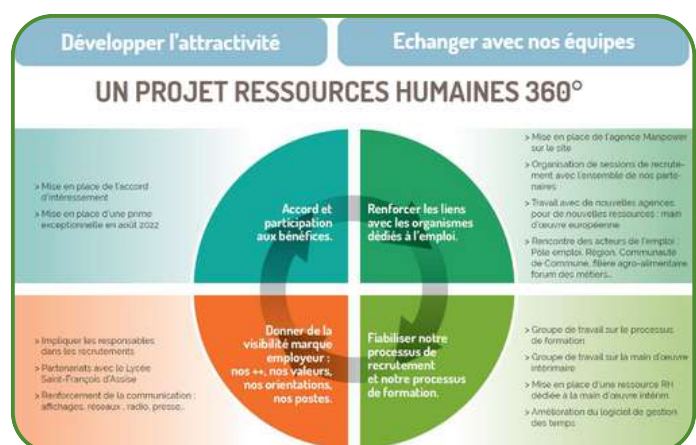 Développer l'attractivité
Echanger avec nos équipes
UN PROJET RESSOURCES HUMAINES 360°
> Mise en place de l'accord
d'intéressement
> Mise en place d'une prime
exceptionnelle en août 2022
Accord et
participation
aux bénéfices.
Renforcer les liens
avec les organismes
dédiés à l'emploi.
> Mise en place de l'agence Manpower
sur le site
> Organisation de sessions de recrute-
ment avec l'ensemble de nos parte-
naires
> Travail avec de nouvelles agences,
pour de nouvelles ressources : main
d'œuvre européenne
> Rencontre des acteurs de l'emploi :
Pôle emploi, Région, Communauté
de Commune, filière agro-alimentaire,
forum des métiers...
> Impliquer les responsables
dans les recrutements
> Partenariats avec le Lycée
Saint-François d'Assise
> Renforcement de la communication :
affichages, réseaux , radio, presse...
Donner de la
visibilité marque
employeur :
nos ++, nos valeurs,
nos orientations,
nos postes.
Fiabiliser notre
processus de
recrutement
et notre processus
de formation.
> Groupe de travail sur le processus
de formation
> Groupe de travail sur la main d'œuvre
intérimaire
> Mise en place d'une ressource RH
dédiée à la main d'œuvre intérim.
> Amélioration du logiciel de gestion
des temps